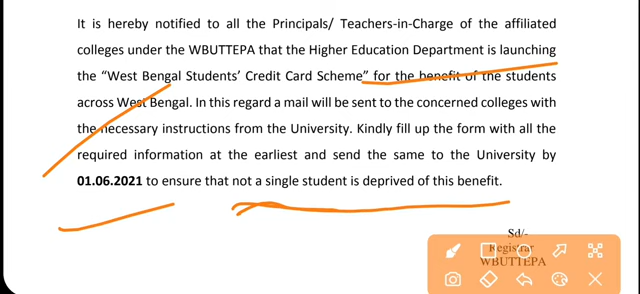 It is hereby notified to all the Principals/ Teachers-in-Charge of the affiliated
colleges under the WBUTTEPA that the Higher Education Department is launching
the “West Bengal Students’ Credit Card Scheme” for the benefit of the students
across West Bengal. In this regard a mail will be sent to the concerned colleges with
the necessary instructions from the University. Kindly fill up the form with all the
required information at the earliest and send the same to the University by
01.06.2021 to ensure that not a single student is deprived of this benefit.
Sd/-
Registrar
WBUTTEPA